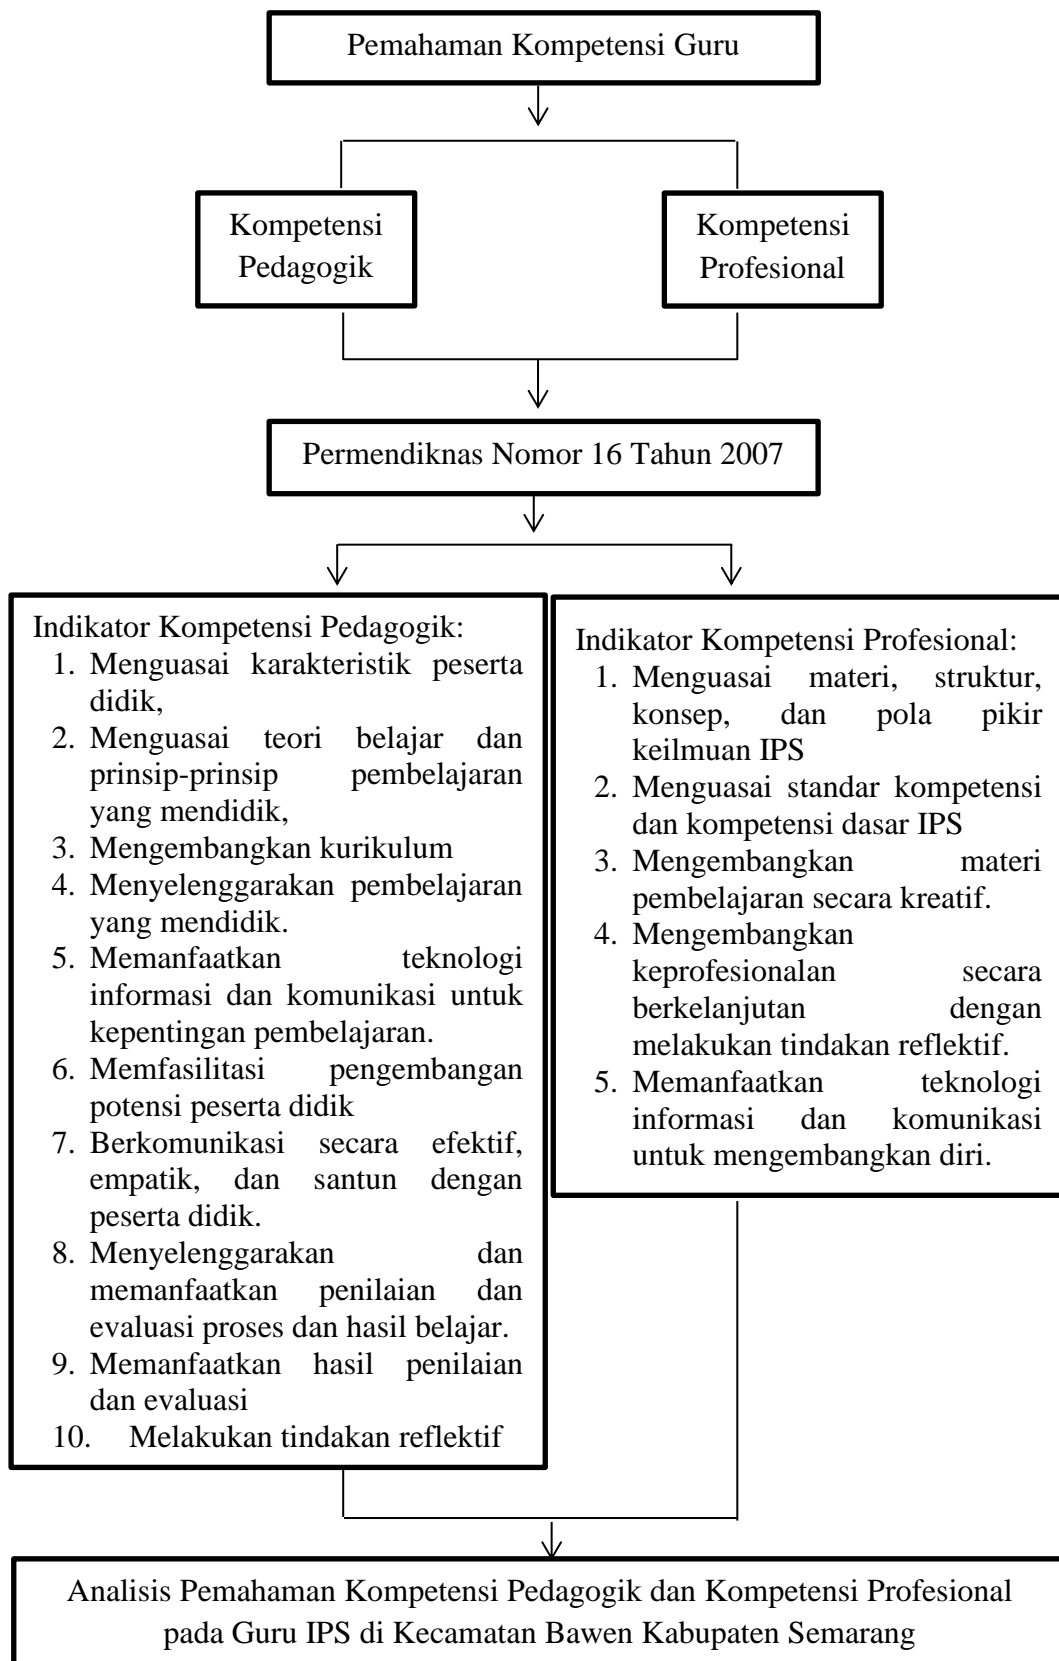 Pemahaman Kompetensi Guru
Kompetensi
Pedagogik
Kompetensi
Profesional
Permendiknas Nomor 16 Tahun 2007
Indikator Kompetensi Pedagogik:
1. Menguasai karakteristik peserta
didik,
2. Menguasai teori belajar dan
prinsip-prinsip pembelajaran
yang mendidik,
3. Mengembangkan kurikulum
4. Menyelenggarakan pembelajaran
yang mendidik.
5. Memanfaatkan teknologi
informasi dan komunikasi untuk
kepentingan pembelajaran.
6. Memfasilitasi pengembangan
potensi peserta didik
7. Berkomunikasi secara efektif,
empatik, dan santun dengan
peserta didik.
8. Menyelenggarakan dan
memanfaatkan penilaian dan
evaluasi proses dan hasil belajar.
9. Memanfaatkan hasil penilaian
dan evaluasi
10. Melakukan tindakan reflektif
Indikator Kompetensi Profesional:
1. Menguasai materi, struktur,
konsep, dan pola pikir
keilmuan IPS
2. Menguasai standar kompetensi
dan kompetensi dasar IPS
3. Mengembangkan materi
pembelajaran secara kreatif.
4. Mengembangkan
keprofesionalan secara
berkelanjutan dengan
melakukan tindakan reflektif.
5. Memanfaatkan teknologi
informasi dan komunikasi
untuk mengembangkan diri.
Analisis Pemahaman Kompetensi Pedagogik dan Kompetensi Profesional
pada Guru IPS di Kecamatan Bawen Kabupaten Semarang